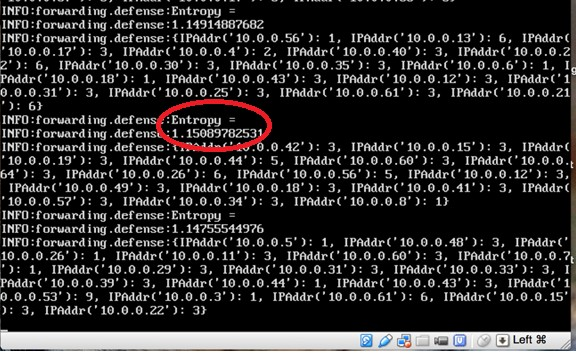 INFO:forwarding.defense:Entropy =
INFO:forwarding.defense:1.14914887682
INFO:forwarding.defense:{IPAddr('10.0.0.56'): 1, IPAddr('10.0.0.13'): 6, IPAddr(
'10.0.0.17'): 3, IPAddr('10.0.0.4'): 2, IPAddr('10.0.0.40'): 3, IPAddr('10.0.0.2
2'): 6, IPAddr('10.0.0.30'): 3, IPAddr('10.0.0.35'): 3, IPAddr('10.0.0.6'): 1, I
PAddr('10.0.0.18'): 1, IPAddr('10.0.0.43'): 3, IPAddr('10.0.0.12'): 3, IPAddr('1
0.0.0.31'): 3, IPAddr('10.0.0.25'): 3, IPAddr('10.0.0.61'): 3, IPAddr('10.0.0.21
'): 6}
INFO:forwarding.defense:Entropy =
INFO:forwarding.defense:1.15089782531
INFO:forwarding.defense:{IPAddr('10.0.0.42'): 3, IPAddr('10.0.0.15'): 3, IPAddr(
'10.0.0.19'): 3, IPAddr('10.0.0.44'): 5, IPAddr('10.0.0.60'): 3, IPAddr('10.0.0.
64'): 3, IPAddr('10.0.0.26'): 6, IPAddr('10.0.0.56'): 5, IPAddr('10.0.0.12'): 3,
IPAddr('10.0.0.49'): 3, IPAddr('10.0.0.18'): 3, IPAddr('10.0.0.41'): 3, IPAddr(
'10.0.0.57'): 3, IPAddr('10.0.0.34'): 3, IPAddr('10.0.0.8'): 1}
INFO:forwarding.defense:Entropy =
INFO:forwarding.defense:1.14755544976
INFO:forwarding.defense:{IPAddr('10.0.0.5'): 1, IPAddr('10.0.0.48'): 3, IPAddr('
10.0.0.26'): 1, IPAddr('10.0.0.11'): 3, IPAddr('10.0.0.60'): 3, IPAddr('10.0.0.7
'): 1, IPAddr('10.0.0.29'): 3, IPAddr('10.0.0.31'): 3, IPAddr('10.0.0.33'): 3, I
PAddr('10.0.0.39'): 3, IPAddr('10.0.0.44'): 1, IPAddr('10.0.0.43'): 3, IPAddr('1
0.0.0.53'): 9, IPAddr('10.0.0.3'): 1, IPAddr('10.0.0.61'): 6, IPAddr('10.0.0.15'
): 3, IPAddr('10.0.0.22'): 3}
Left ⌘